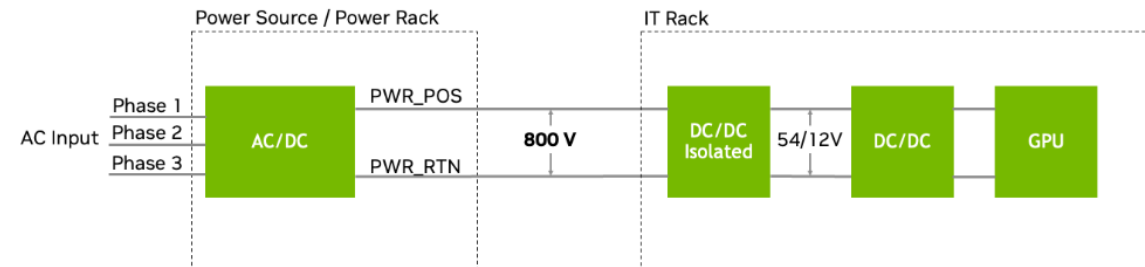 Power Source / Power Rack
IT Rack
AC Input
Phase 1
Phase 2
Phase 3
AC/DC
PWR_POS
800 V
PWR_RTN
DC/DC
Isolated
54/12V
DC/DC
GPU